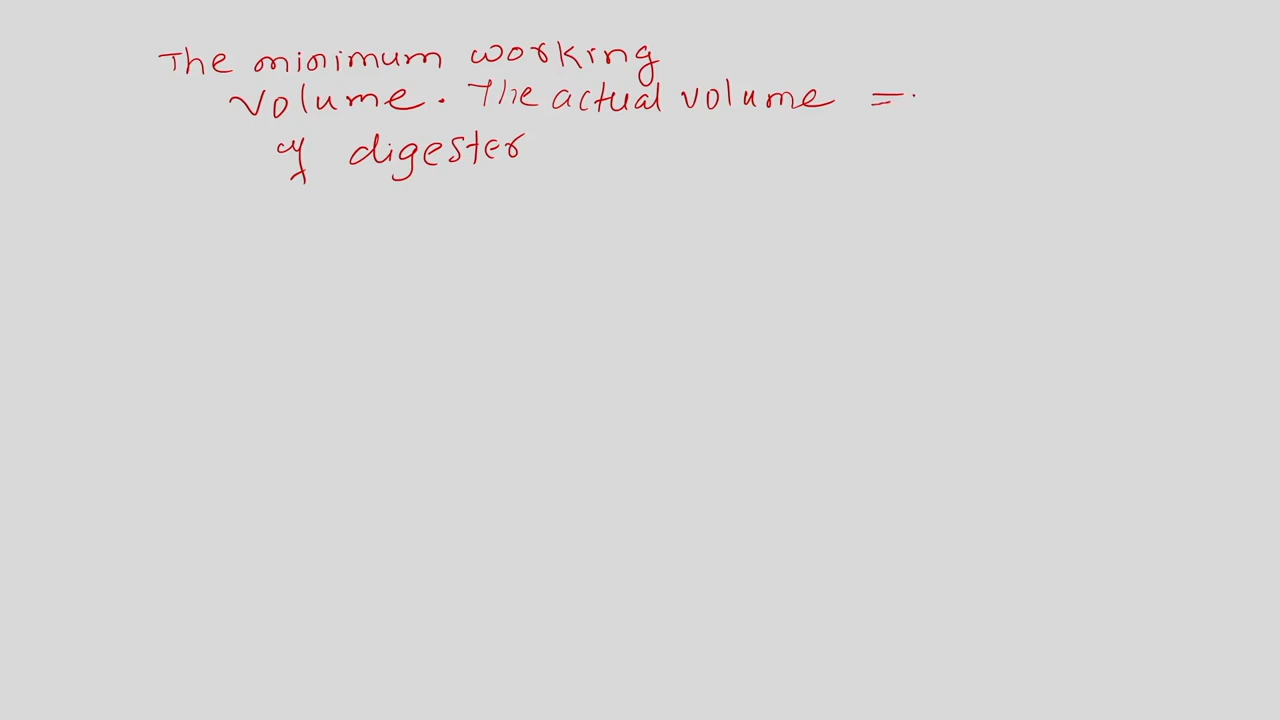 The minimum working
volume. The actual volume =
of digester